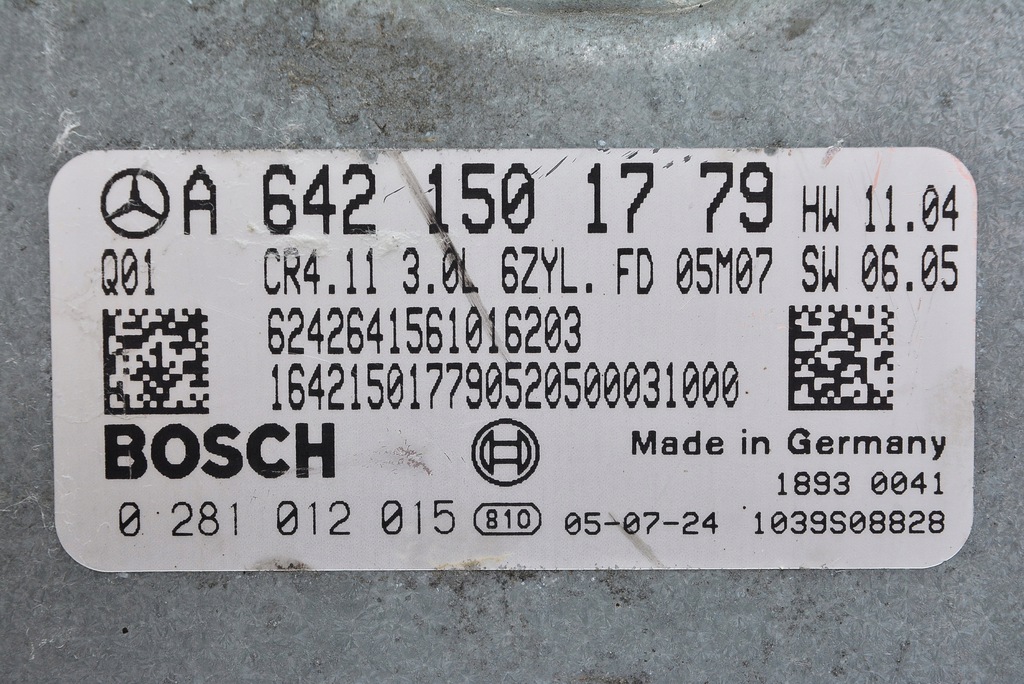 A 642 150 17 79 HW 11.04
Q01 CR4.11 3.0L 6ZYL. FD 05M07 SW 06.05
6242641561016203
164215017790520500031000
BOSCH Made in Germany
1893 0041
0 281 012 015 810 05-07-24 1039S08828